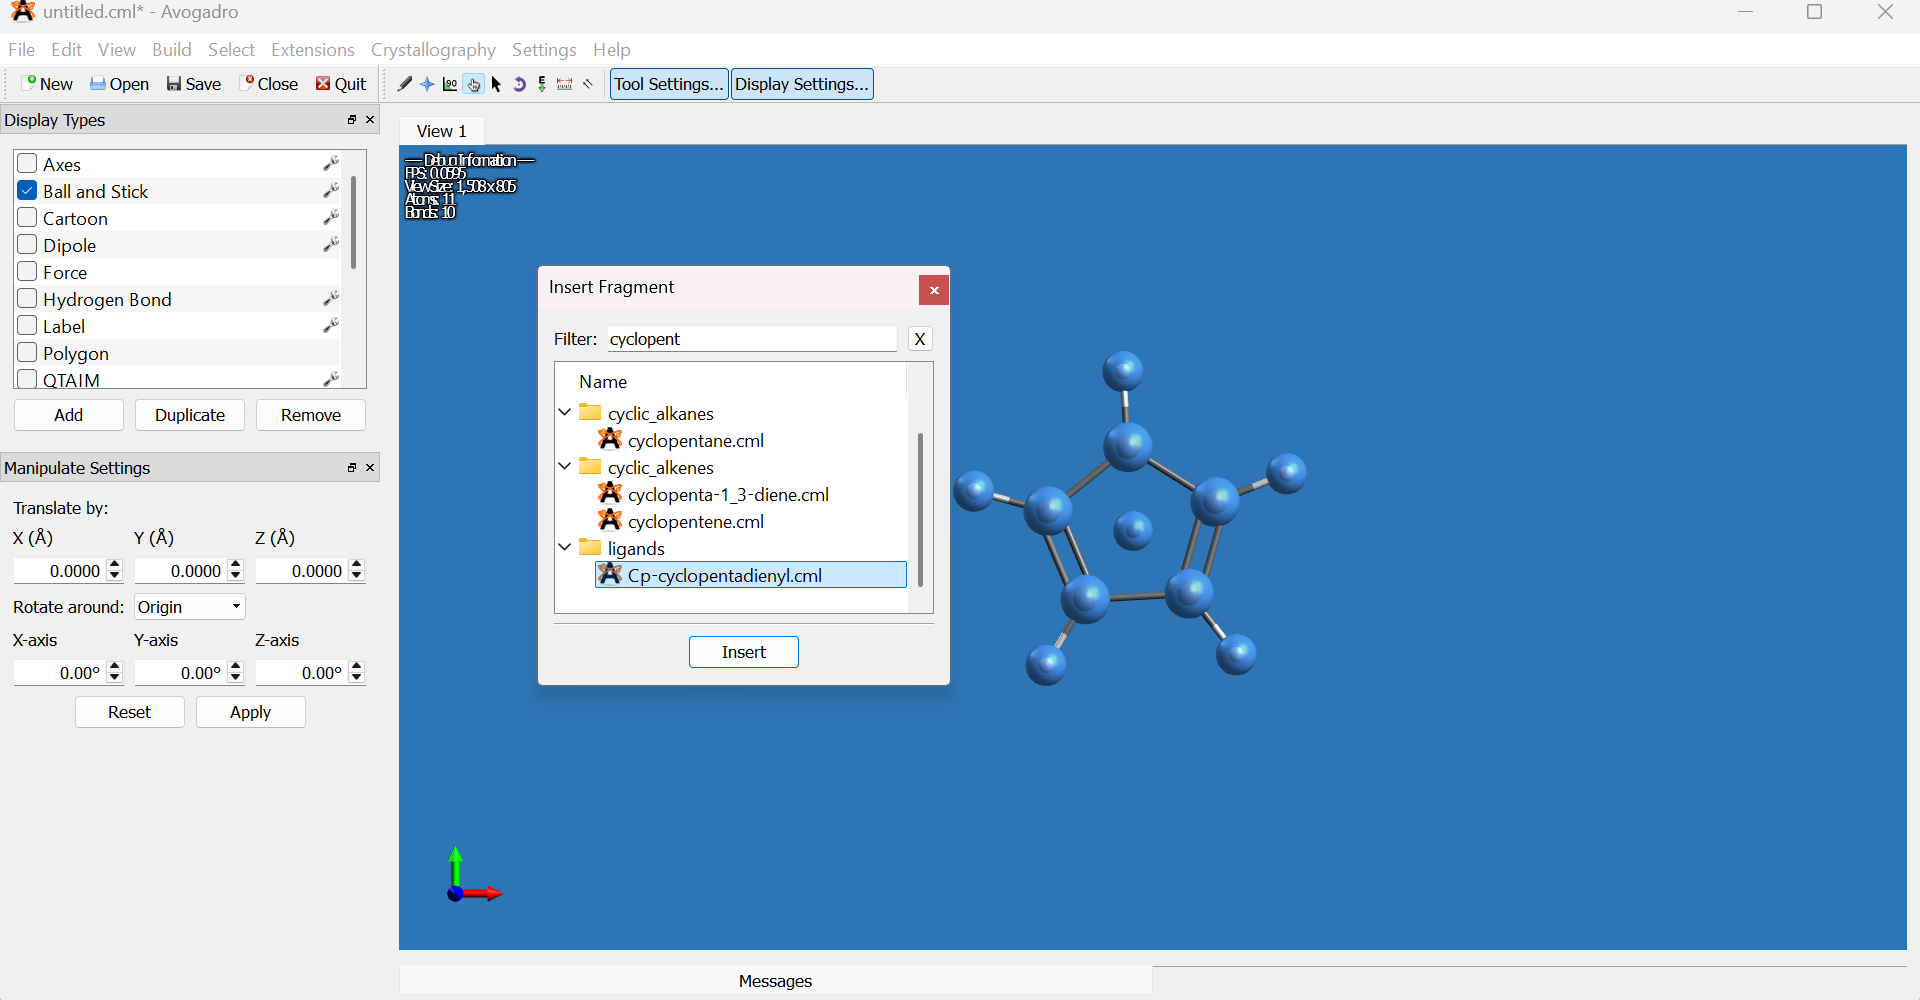 untitled.cml* - Avogadro
File Edit View Build Select Extensions Crystallography Settings Help
New Open Save Close Quit 90 E Tool Settings... Display Settings...
Display Types
Axes
Ball and Stick
Cartoon
Dipole
Force
Hydrogen Bond
Label
Polygon
QTAIM
Add Duplicate Remove
Manipulate Settings
Translate by:
X (Å) Y (Å) Z (Å)
0.0000 0.0000 0.0000
Rotate around: Origin
X-axis Y-axis Z-axis
0.00° 0.00° 0.00°
Reset Apply
View 1
--- Debug Information ---
FPS: 0.0595
View Size: 1,508 x 805
Atoms: 11
Bonds: 10
Insert Fragment
x
Filter: cyclopent X
Name
cyclic_alkanes
cyclopentane.cml
cyclic_alkenes
cyclopenta-1_3-diene.cml
cyclopentene.cml
ligands
Cp-cyclopentadienyl.cml
Insert
Messages